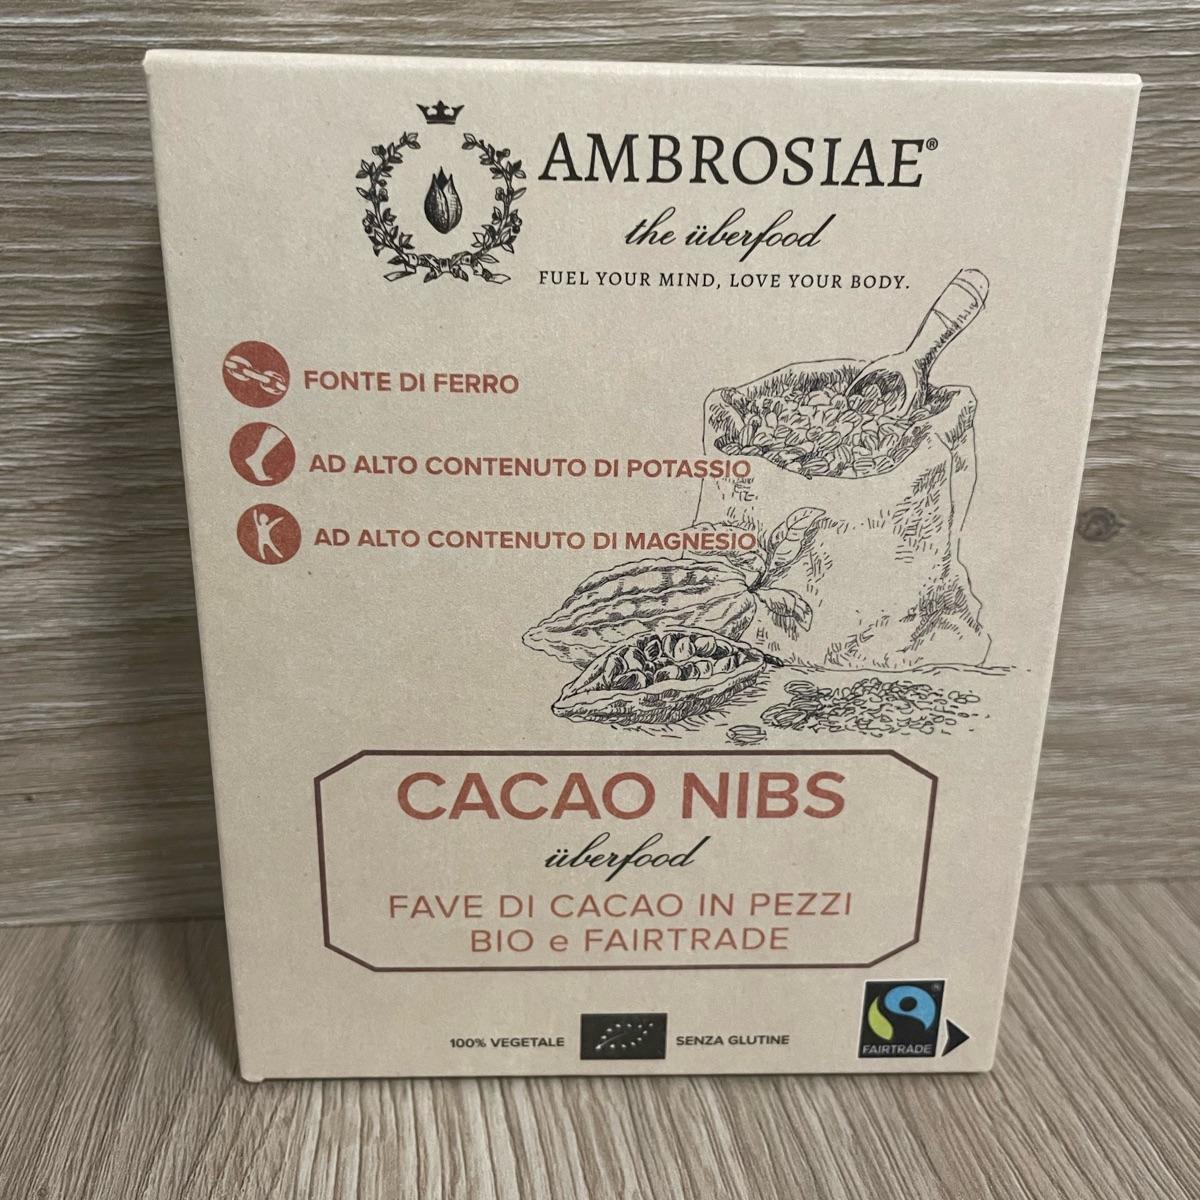 AMBROSIAE®
the überfood
FUEL YOUR MIND, LOVE YOUR BODY.
FONTE DI FERRO
AD ALTO CONTENUTO DI POTASSIO
AD ALTO CONTENUTO DI MAGNESIO
CACAO NIBS
überfood
FAVE DI CACAO IN PEZZI
BIO e FAIRTRADE
100% VEGETALE
SENZA GLUTINE
FAIRTRADE
®